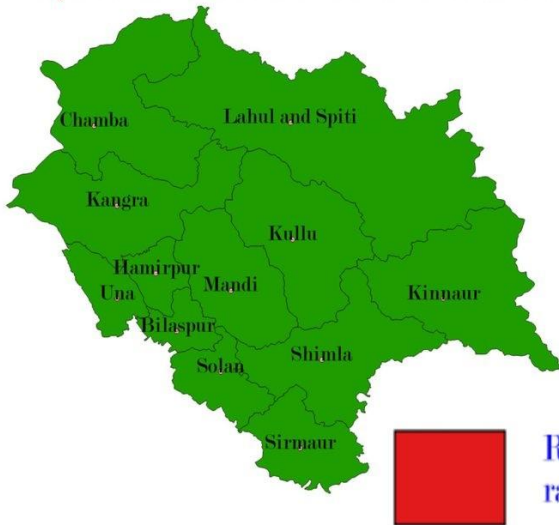 Chamba
Lahul and Spiti
Kangra
Kullu
Hamirpur
Mandi
Una
Kinnaur
Bilaspur
Shimla
Solan
Sirmaur